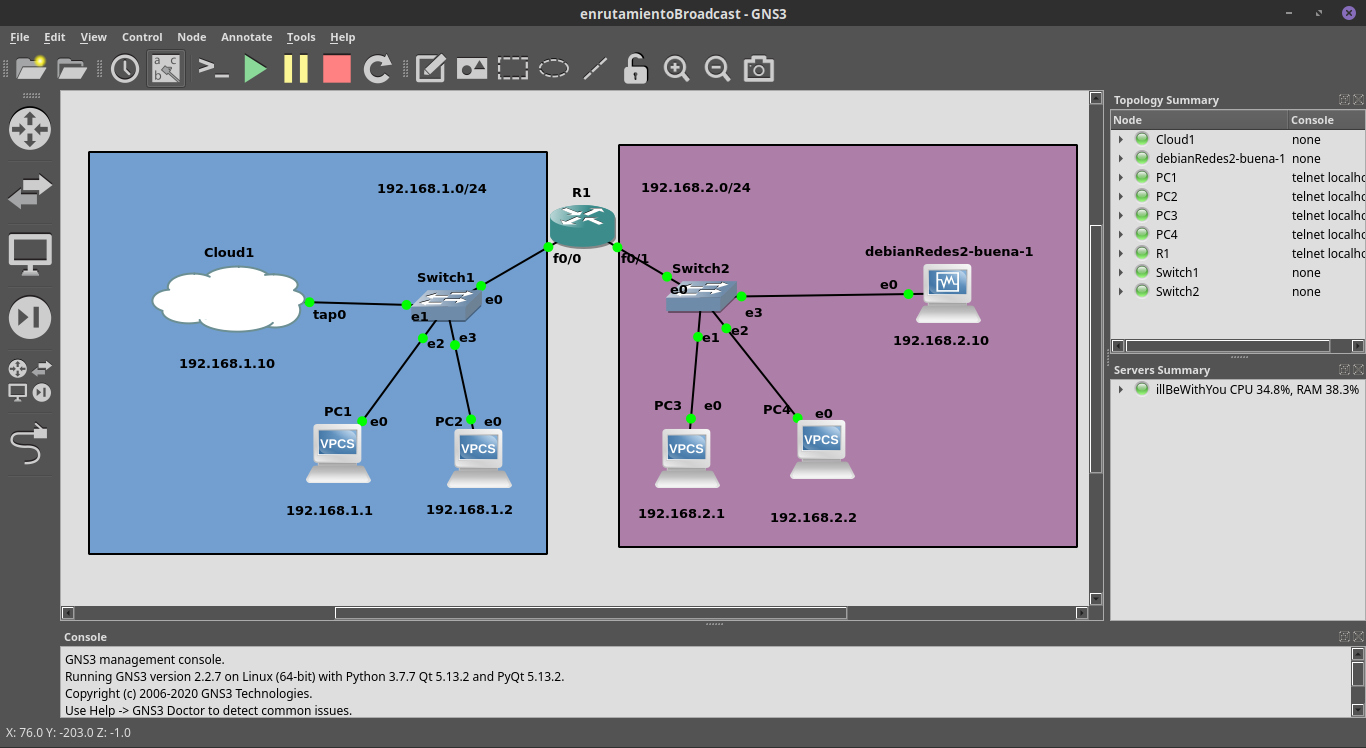 enrutamientoBroadcast - GNS3
File Edit View Control Node Annotate Tools Help
Topology Summary
Node Console
Cloud1 none
debianRedes2-buena-1 none
PC1 telnet localhc
PC2 telnet localhc
PC3 telnet localhc
PC4 telnet localhc
R1 telnet localhc
Switch1 none
Switch2 none
Servers Summary
illBeWithYou CPU 34.8%, RAM 38.3%
192.168.1.0/24
Cloud1
tap0
192.168.1.10
Switch1
e0
e1
e2
e3
PC1
e0
VPCS
192.168.1.1
PC2
e0
VPCS
192.168.1.2
R1
f0/0
f0/1
192.168.2.0/24
Switch2
e0
e3
e1
e2
debianRedes2-buena-1
e0
192.168.2.10
PC3
e0
VPCS
192.168.2.1
PC4
e0
VPCS
192.168.2.2
Console
GNS3 management console.
Running GNS3 version 2.2.7 on Linux (64-bit) with Python 3.7.7 Qt 5.13.2 and PyQt 5.13.2.
Copyright (c) 2006-2020 GNS3 Technologies.
Use Help -> GNS3 Doctor to detect common issues.
X: 76.0 Y: -203.0 Z: -1.0